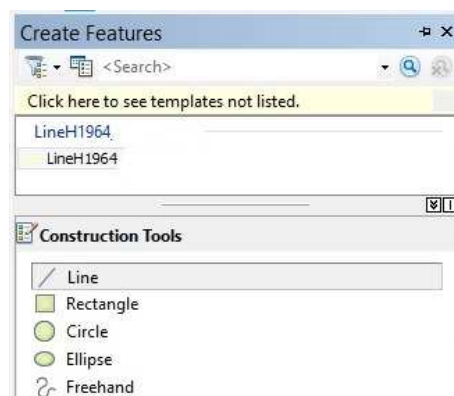 Create Features
<Search>
Click here to see templates not listed.
LineH1964
LineH1964
Construction Tools
Line
Rectangle
Circle
Ellipse
Freehand